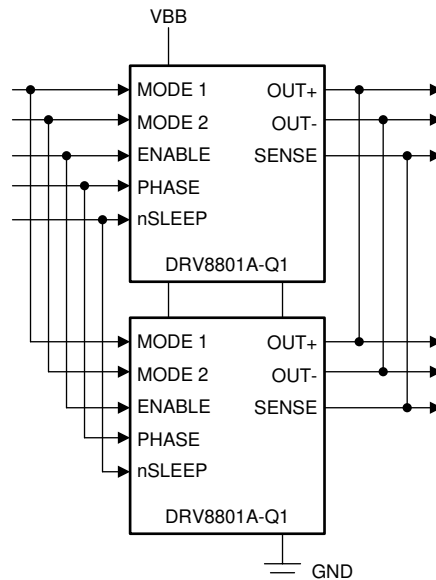 VBB
MODE 1
OUT+
MODE 2
OUT-
ENABLE
SENSE
PHASE
nSLEEP
DRV8801A-Q1
MODE 1
OUT+
MODE 2
OUT-
ENABLE
SENSE
PHASE
nSLEEP
DRV8801A-Q1
GND